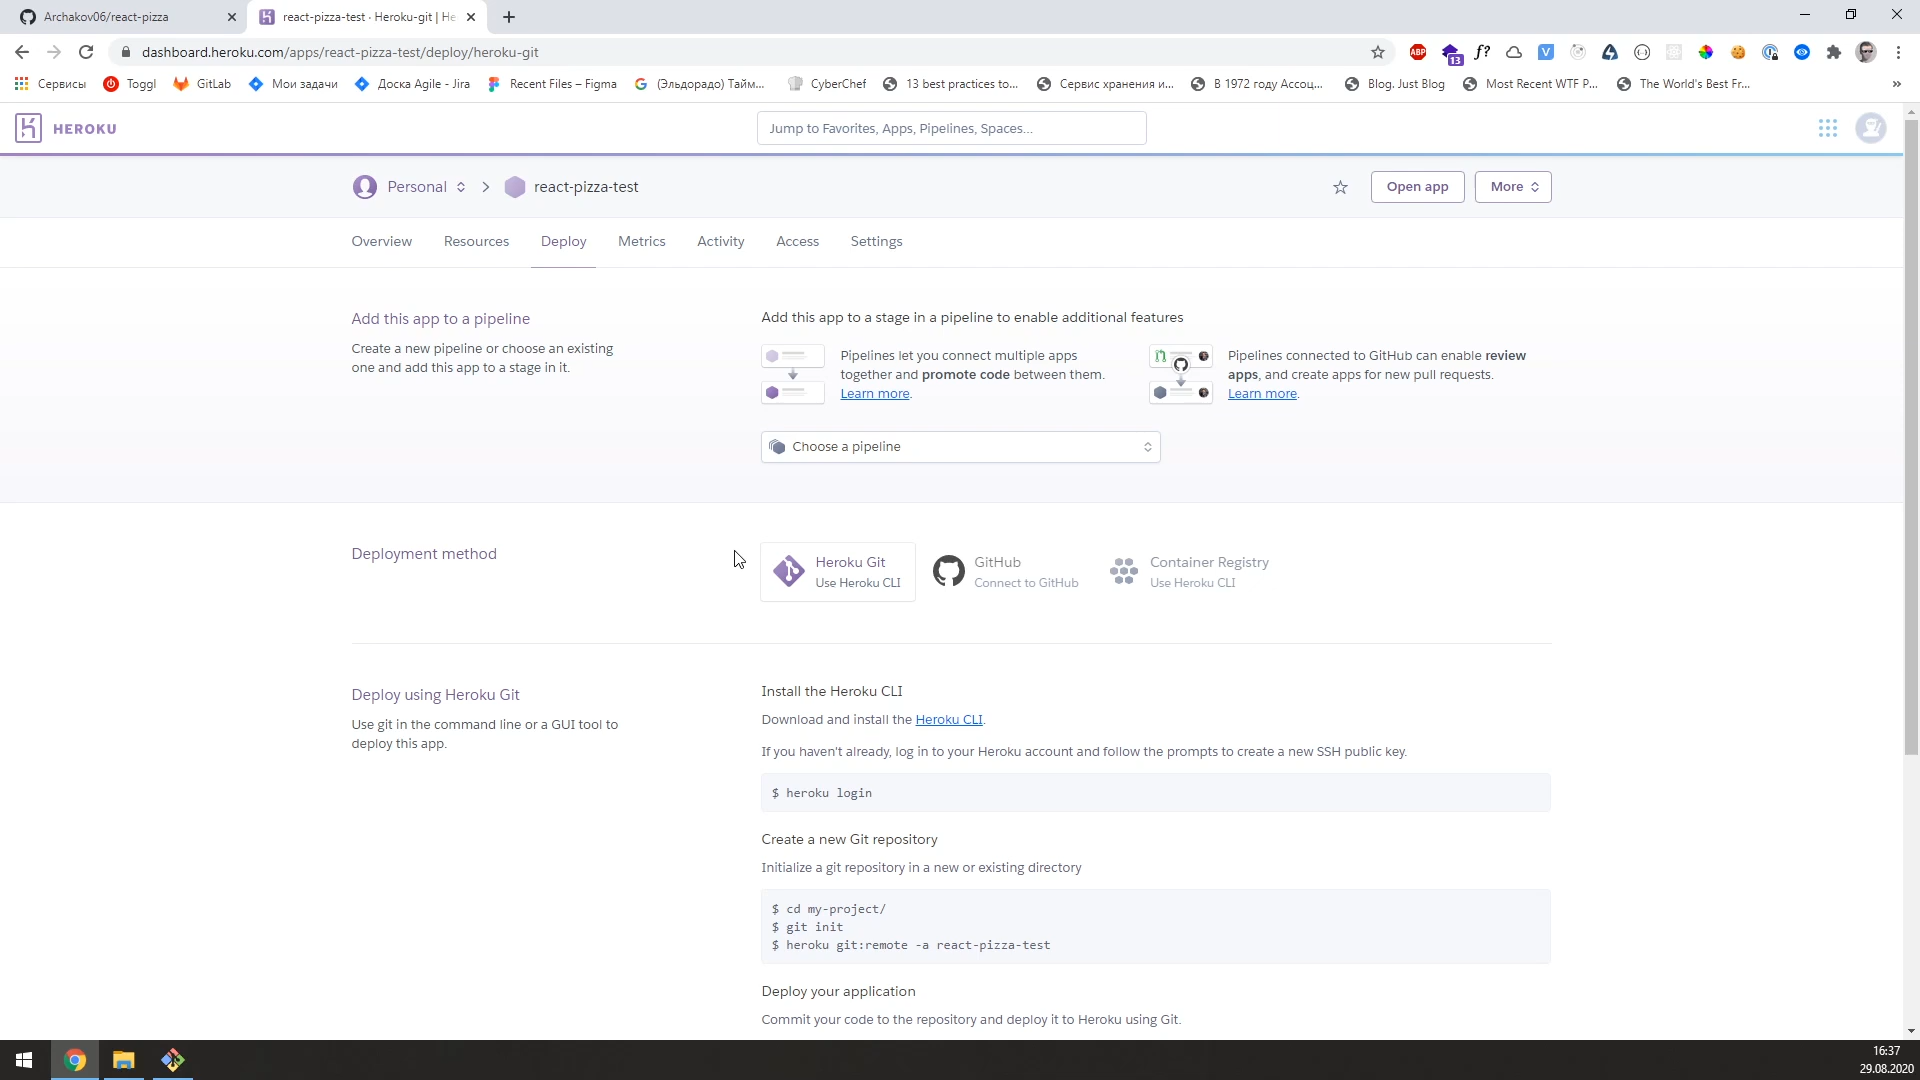 Archakov06/react-pizza
react-pizza-test · Heroku-git | He
dashboard.heroku.com/apps/react-pizza-test/deploy/heroku-git
ABP
13
f?
V
Сервисы
Toggl
GitLab
Мои задачи
Доска Agile - Jira
Recent Files – Figma
(Эльдорадо) Тайм...
CyberChef
13 best practices to...
Сервис хранения и...
В 1972 году Ассоц...
Blog. Just Blog
Most Recent WTF P...
The World's Best Fr...
»
HEROKU
Jump to Favorites, Apps, Pipelines, Spaces...
Personal
react-pizza-test
Open app
More
Overview
Resources
Deploy
Metrics
Activity
Access
Settings
Add this app to a pipeline
Create a new pipeline or choose an existing
one and add this app to a stage in it.
Add this app to a stage in a pipeline to enable additional features
Pipelines let you connect multiple apps
together and promote code between them.
Learn more.
Pipelines connected to GitHub can enable review
apps, and create apps for new pull requests.
Learn more.
Choose a pipeline
Deployment method
Heroku Git
Use Heroku CLI
GitHub
Connect to GitHub
Container Registry
Use Heroku CLI
Deploy using Heroku Git
Use git in the command line or a GUI tool to
deploy this app.
Install the Heroku CLI
Download and install the Heroku CLI.
If you haven't already, log in to your Heroku account and follow the prompts to create a new SSH public key.
$ heroku login
Create a new Git repository
Initialize a git repository in a new or existing directory
$ cd my-project/
$ git init
$ heroku git:remote -a react-pizza-test
Deploy your application
Commit your code to the repository and deploy it to Heroku using Git.
16:37
29.08.2020